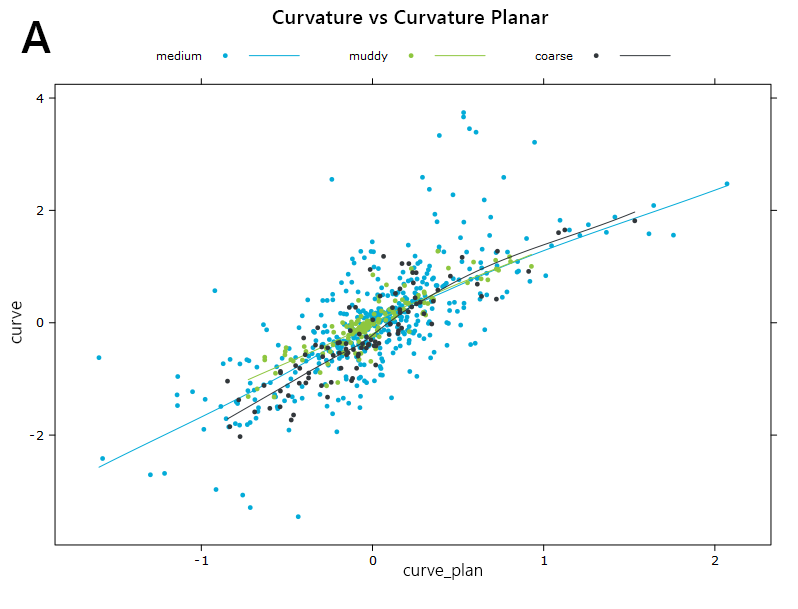 A
Curvature vs Curvature Planar
medium muddy coarse
4
2
0
-2
curve
-1 0 1 2
curve_plan